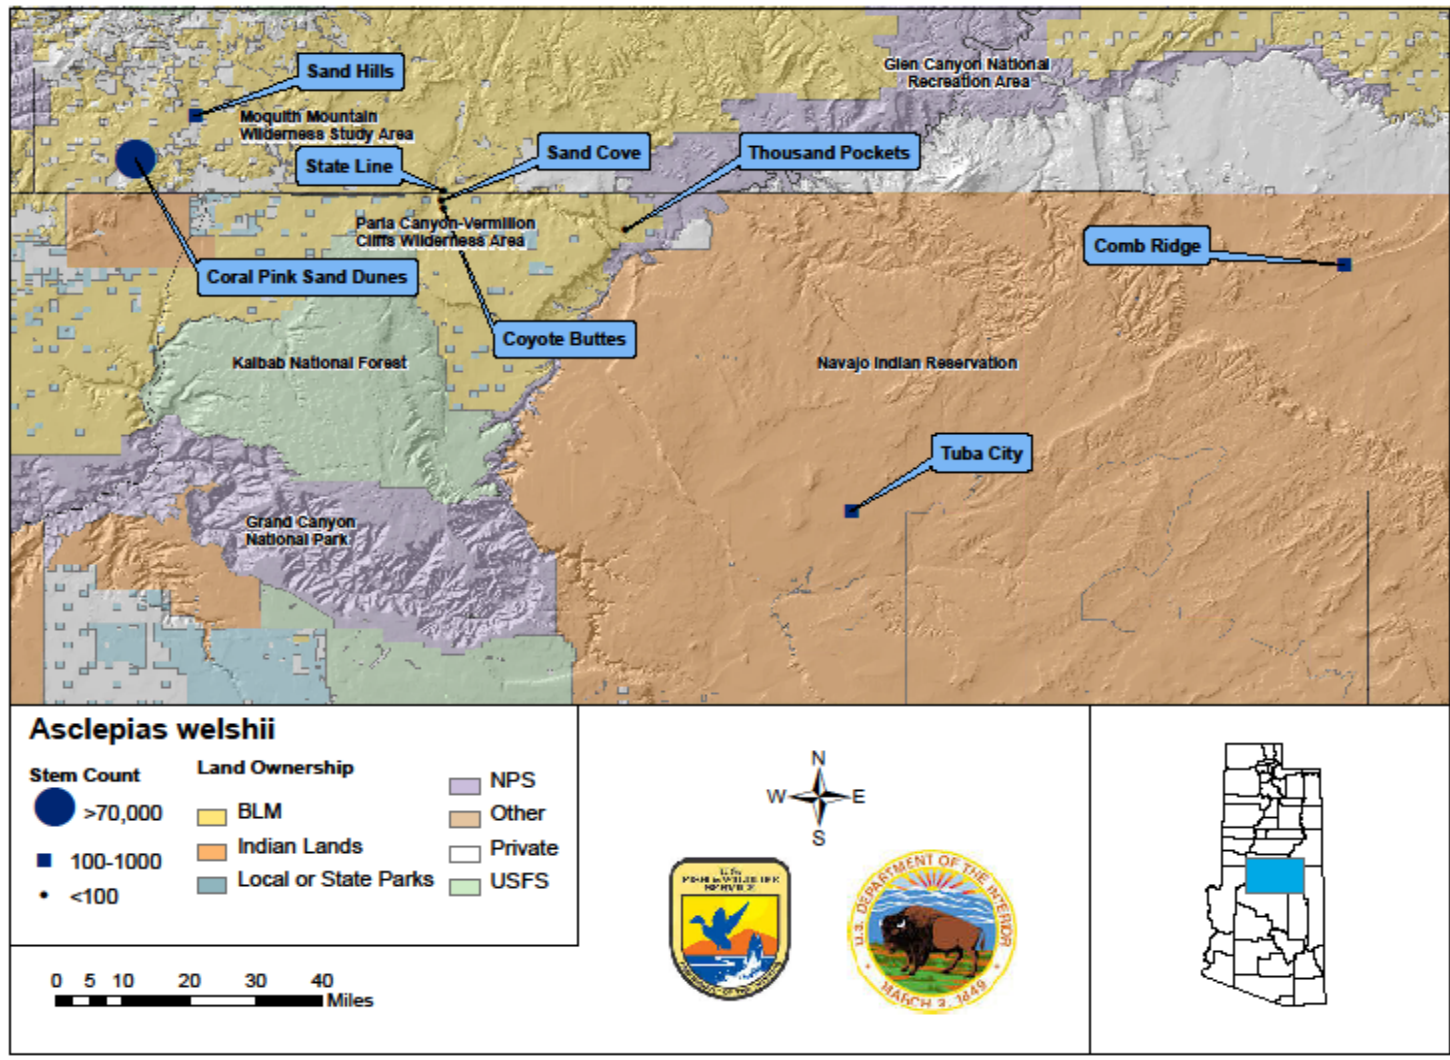 Sand Hills
Glen Canyon National
Recreation Area
Moquith Mountain
Wilderness Study Area
State Line
Sand Cove
Thousand Pockets
Paria Canyon-Vermillion
Cliffs Wilderness Area
Comb Ridge
Coral Pink Sand Dunes
Coyote Buttes
Kaibab National Forest
Navajo Indian Reservation
Tuba City
Grand Canyon
National Park
Asclepias welshii
Stem Count
>70,000
100-1000
<100
Land Ownership
BLM
Indian Lands
Local or State Parks
NPS
Other
Private
USFS
0 5 10 20 30 40
Miles
N
W E
S
U.S.
FISH & WILDLIFE
SERVICE
U.S. DEPARTMENT OF THE INTERIOR
MARCH 3, 1849